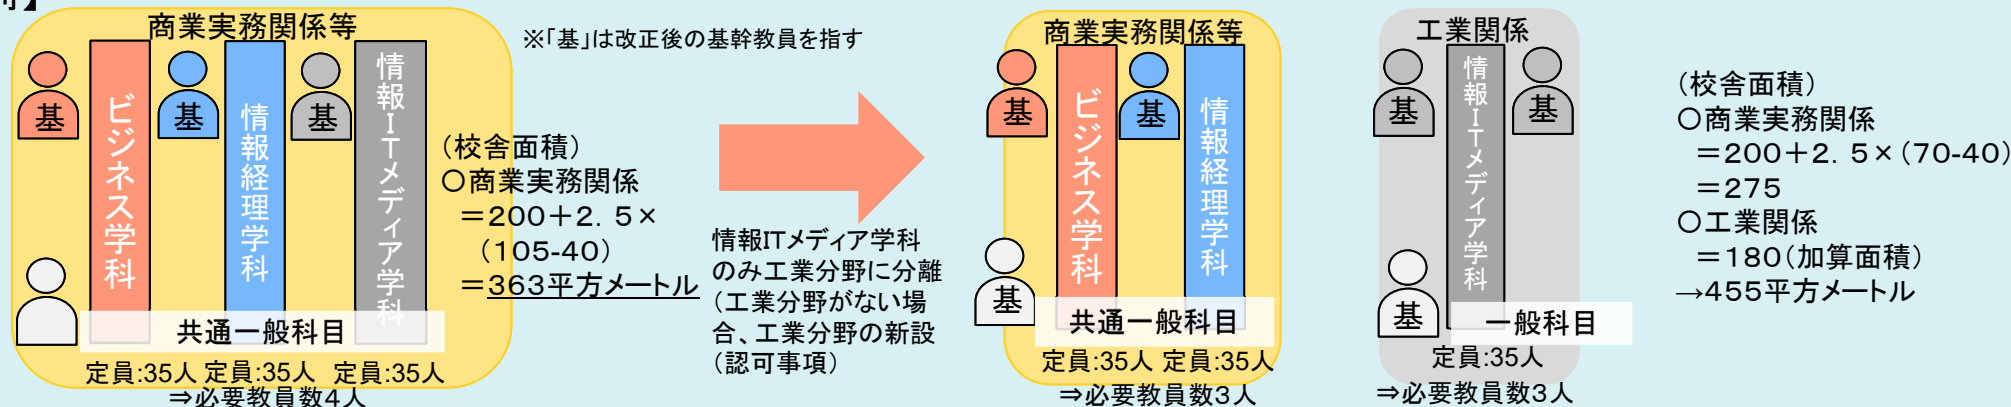 可】
商業実務関係等
※「基」は改正後の基幹教員を指す
基
ビジネス学科
基
情報経理学科
基
情報ITメディア学科
共通一般科目
定員:35人 定員:35人 定員:35人
⇒必要教員数4人
(校舎面積)
○商業実務関係
=200+2.5×
(105-40)
=363平方メートル
情報ITメディア学科
のみ工業分野に分離
(工業分野がない場
合、工業分野の新設
(認可事項)
商業実務関係等
基
ビジネス学科
基
情報経理学科
基
共通一般科目
定員:35人 定員:35人
⇒必要教員数3人
工業関係
基
情報ITメディア学科
基
基
一般科目
定員:35人
⇒必要教員数3人
(校舎面積)
○商業実務関係
=200+2.5×(70-40)
=275
○工業関係
=180(加算面積)
→455平方メートル